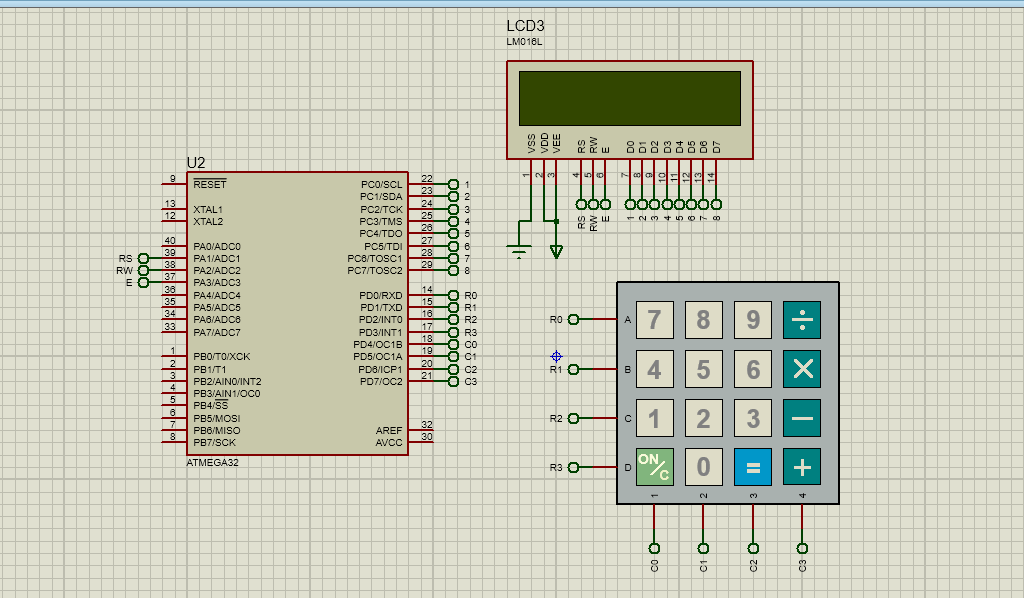 LCD3
LM016L
VSS VDD VEE RS RW E D0 D1 D2 D3 D4 D5 D6 D7
1 2 3 4 5 6 7 8 9 10 11 12 13 14
RS RW E 1 2 3 4 5 6 7 8
U2
9 RESET PC0/SCL 22 1
PC1/SDA 23 2
13 XTAL1 PC2/TCK 24 3
12 XTAL2 PC3/TMS 25 4
PC4/TDO 26 5
40 PA0/ADC0 PC5/TDI 27 6
RS 39 PA1/ADC1 PC6/TOSC1 28 7
RW 38 PA2/ADC2 PC7/TOSC2 29 8
E 37 PA3/ADC3
36 PA4/ADC4 PD0/RXD 14 R0
35 PA5/ADC5 PD1/TXD 15 R1
34 PA6/ADC6 PD2/INT0 16 R2
33 PA7/ADC7 PD3/INT1 17 R3
PD4/OC1B 18 C0
1 PB0/T0/XCK PD5/OC1A 19 C1
2 PB1/T1 PD6/ICP1 20 C2
3 PB2/AIN0/INT2 PD7/OC2 21 C3
4 PB3/AIN1/OC0
5 PB4/SS
6 PB5/MOSI
7 PB6/MISO AREF 32
8 PB7/SCK AVCC 30
ATMEGA32
R0 A 7 8 9 ÷
R1 B 4 5 6 ×
R2 C 1 2 3 −
R3 D ON/C 0 = +
1 2 3 4
C0 C1 C2 C3